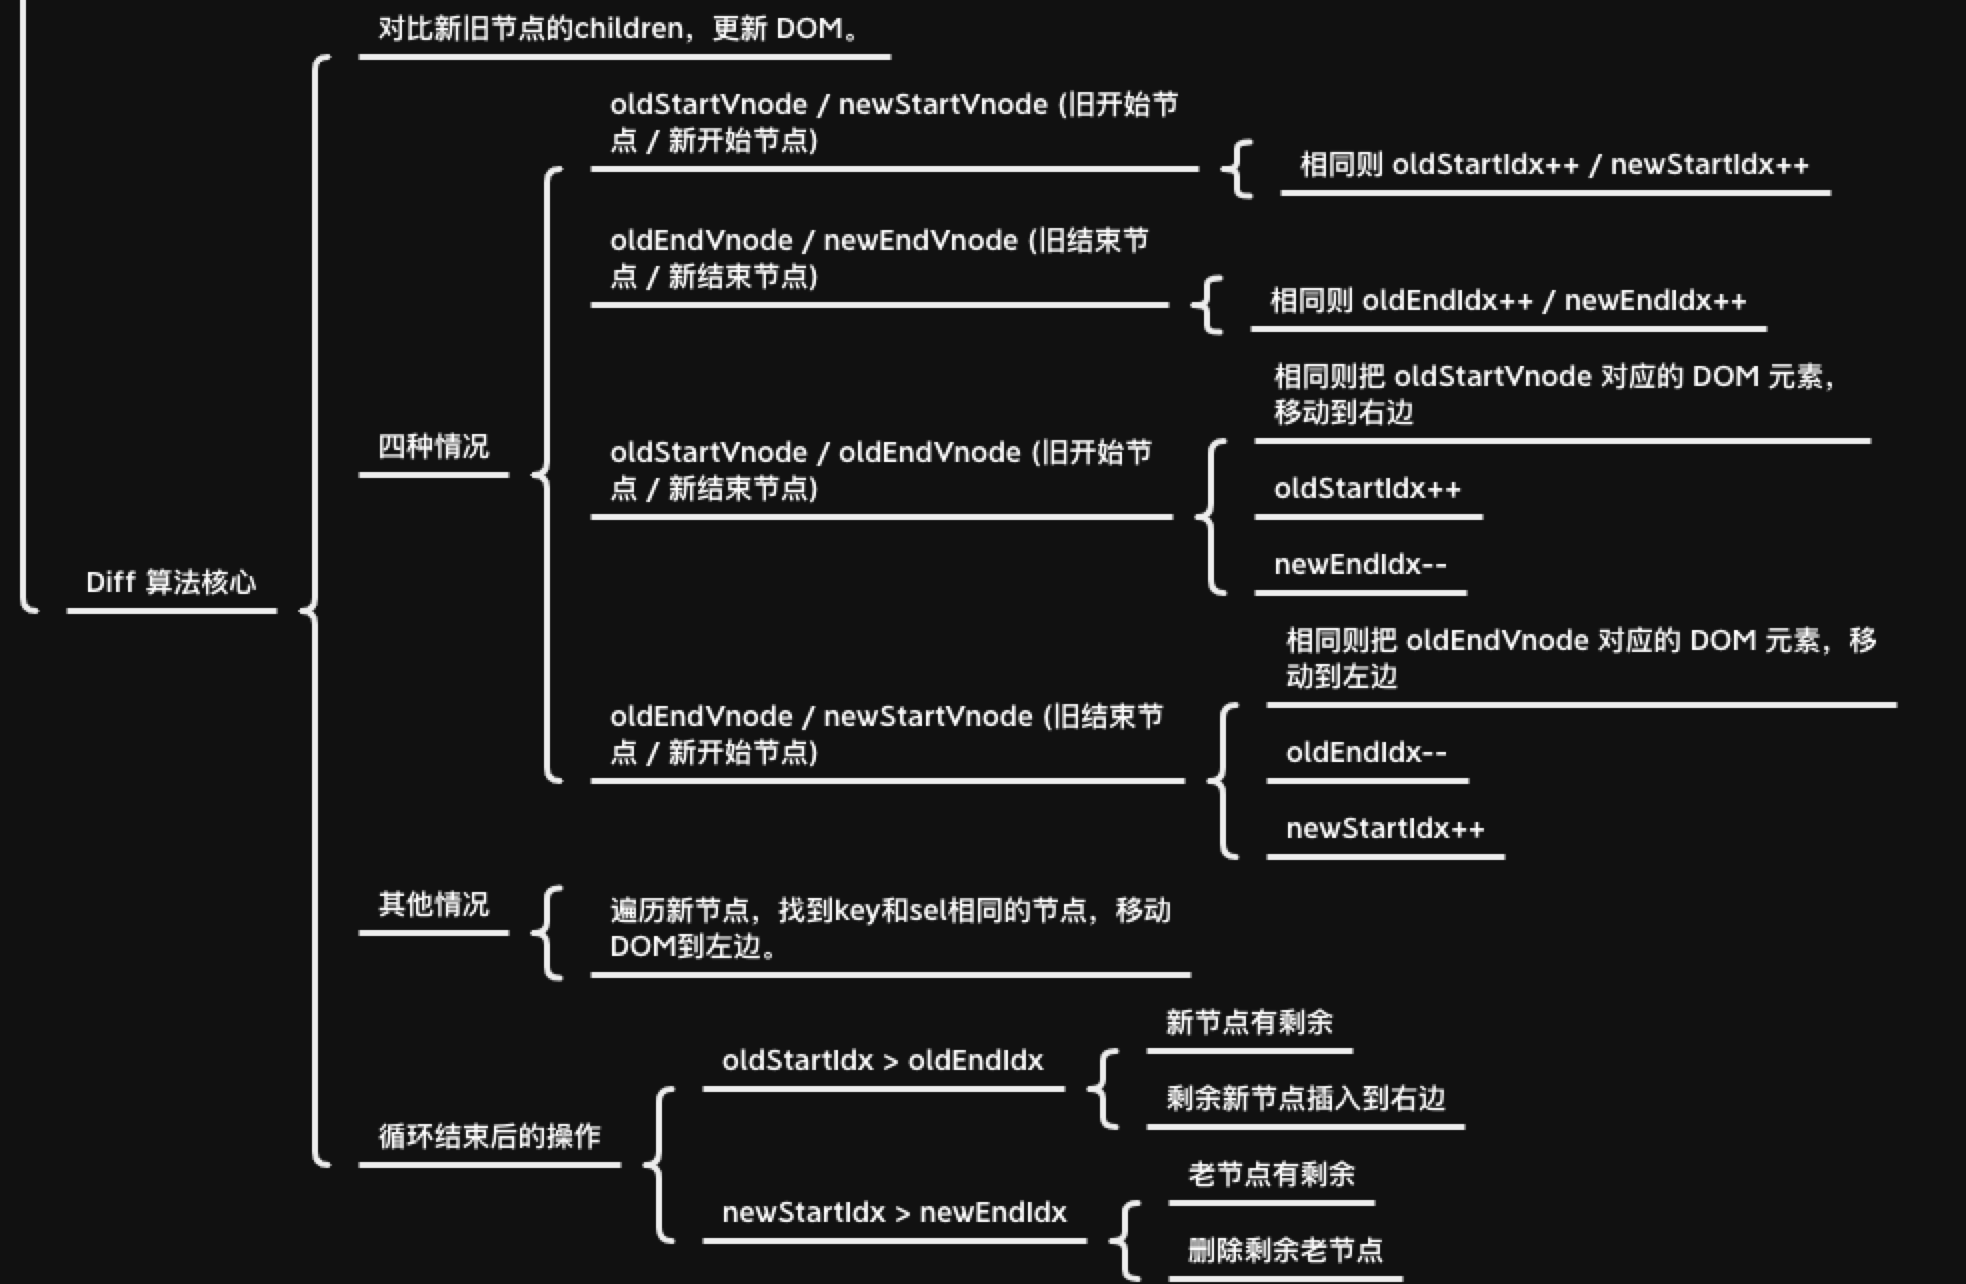 对比新旧节点的children，更新 DOM。
oldStartVnode / newStartVnode (旧开始节
点 / 新开始节点)
相同则 oldStartIdx++ / newStartIdx++
oldEndVnode / newEndVnode (旧结束节
点 / 新结束节点)
相同则 oldEndIdx++ / newEndIdx++
四种情况
oldStartVnode / oldEndVnode (旧开始节
点 / 新结束节点)
相同则把 oldStartVnode 对应的 DOM 元素，
移动到右边
oldStartIdx++
newEndIdx--
Diff 算法核心
oldEndVnode / newStartVnode (旧结束节
点 / 新开始节点)
相同则把 oldEndVnode 对应的 DOM 元素，移
动到左边
oldEndIdx--
newStartIdx++
其他情况
遍历新节点，找到key和sel相同的节点，移动
DOM到左边。
循环结束后的操作
oldStartIdx > oldEndIdx
新节点有剩余
剩余新节点插入到右边
newStartIdx > newEndIdx
老节点有剩余
删除剩余老节点